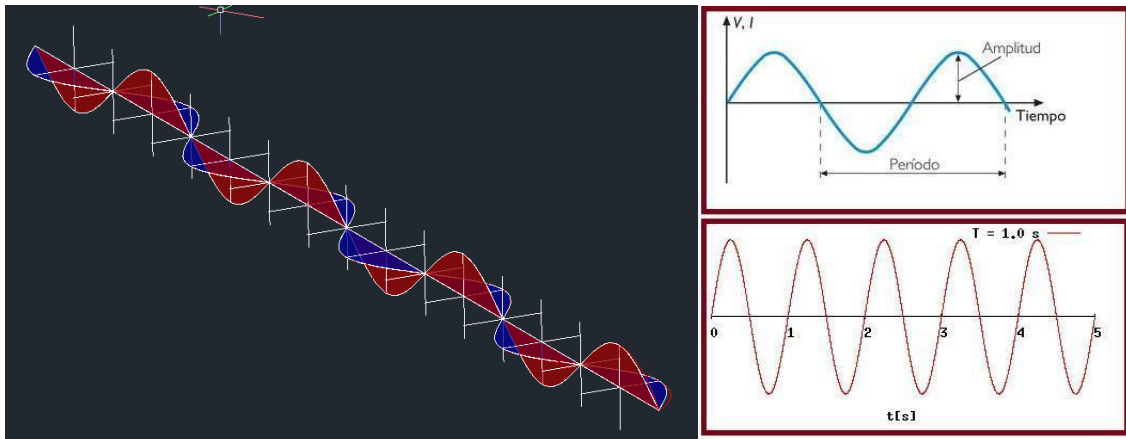 V, I
Amplitud
Tiempo
Período
T = 1.0 s
0 1 2 3 4 5
t[s]